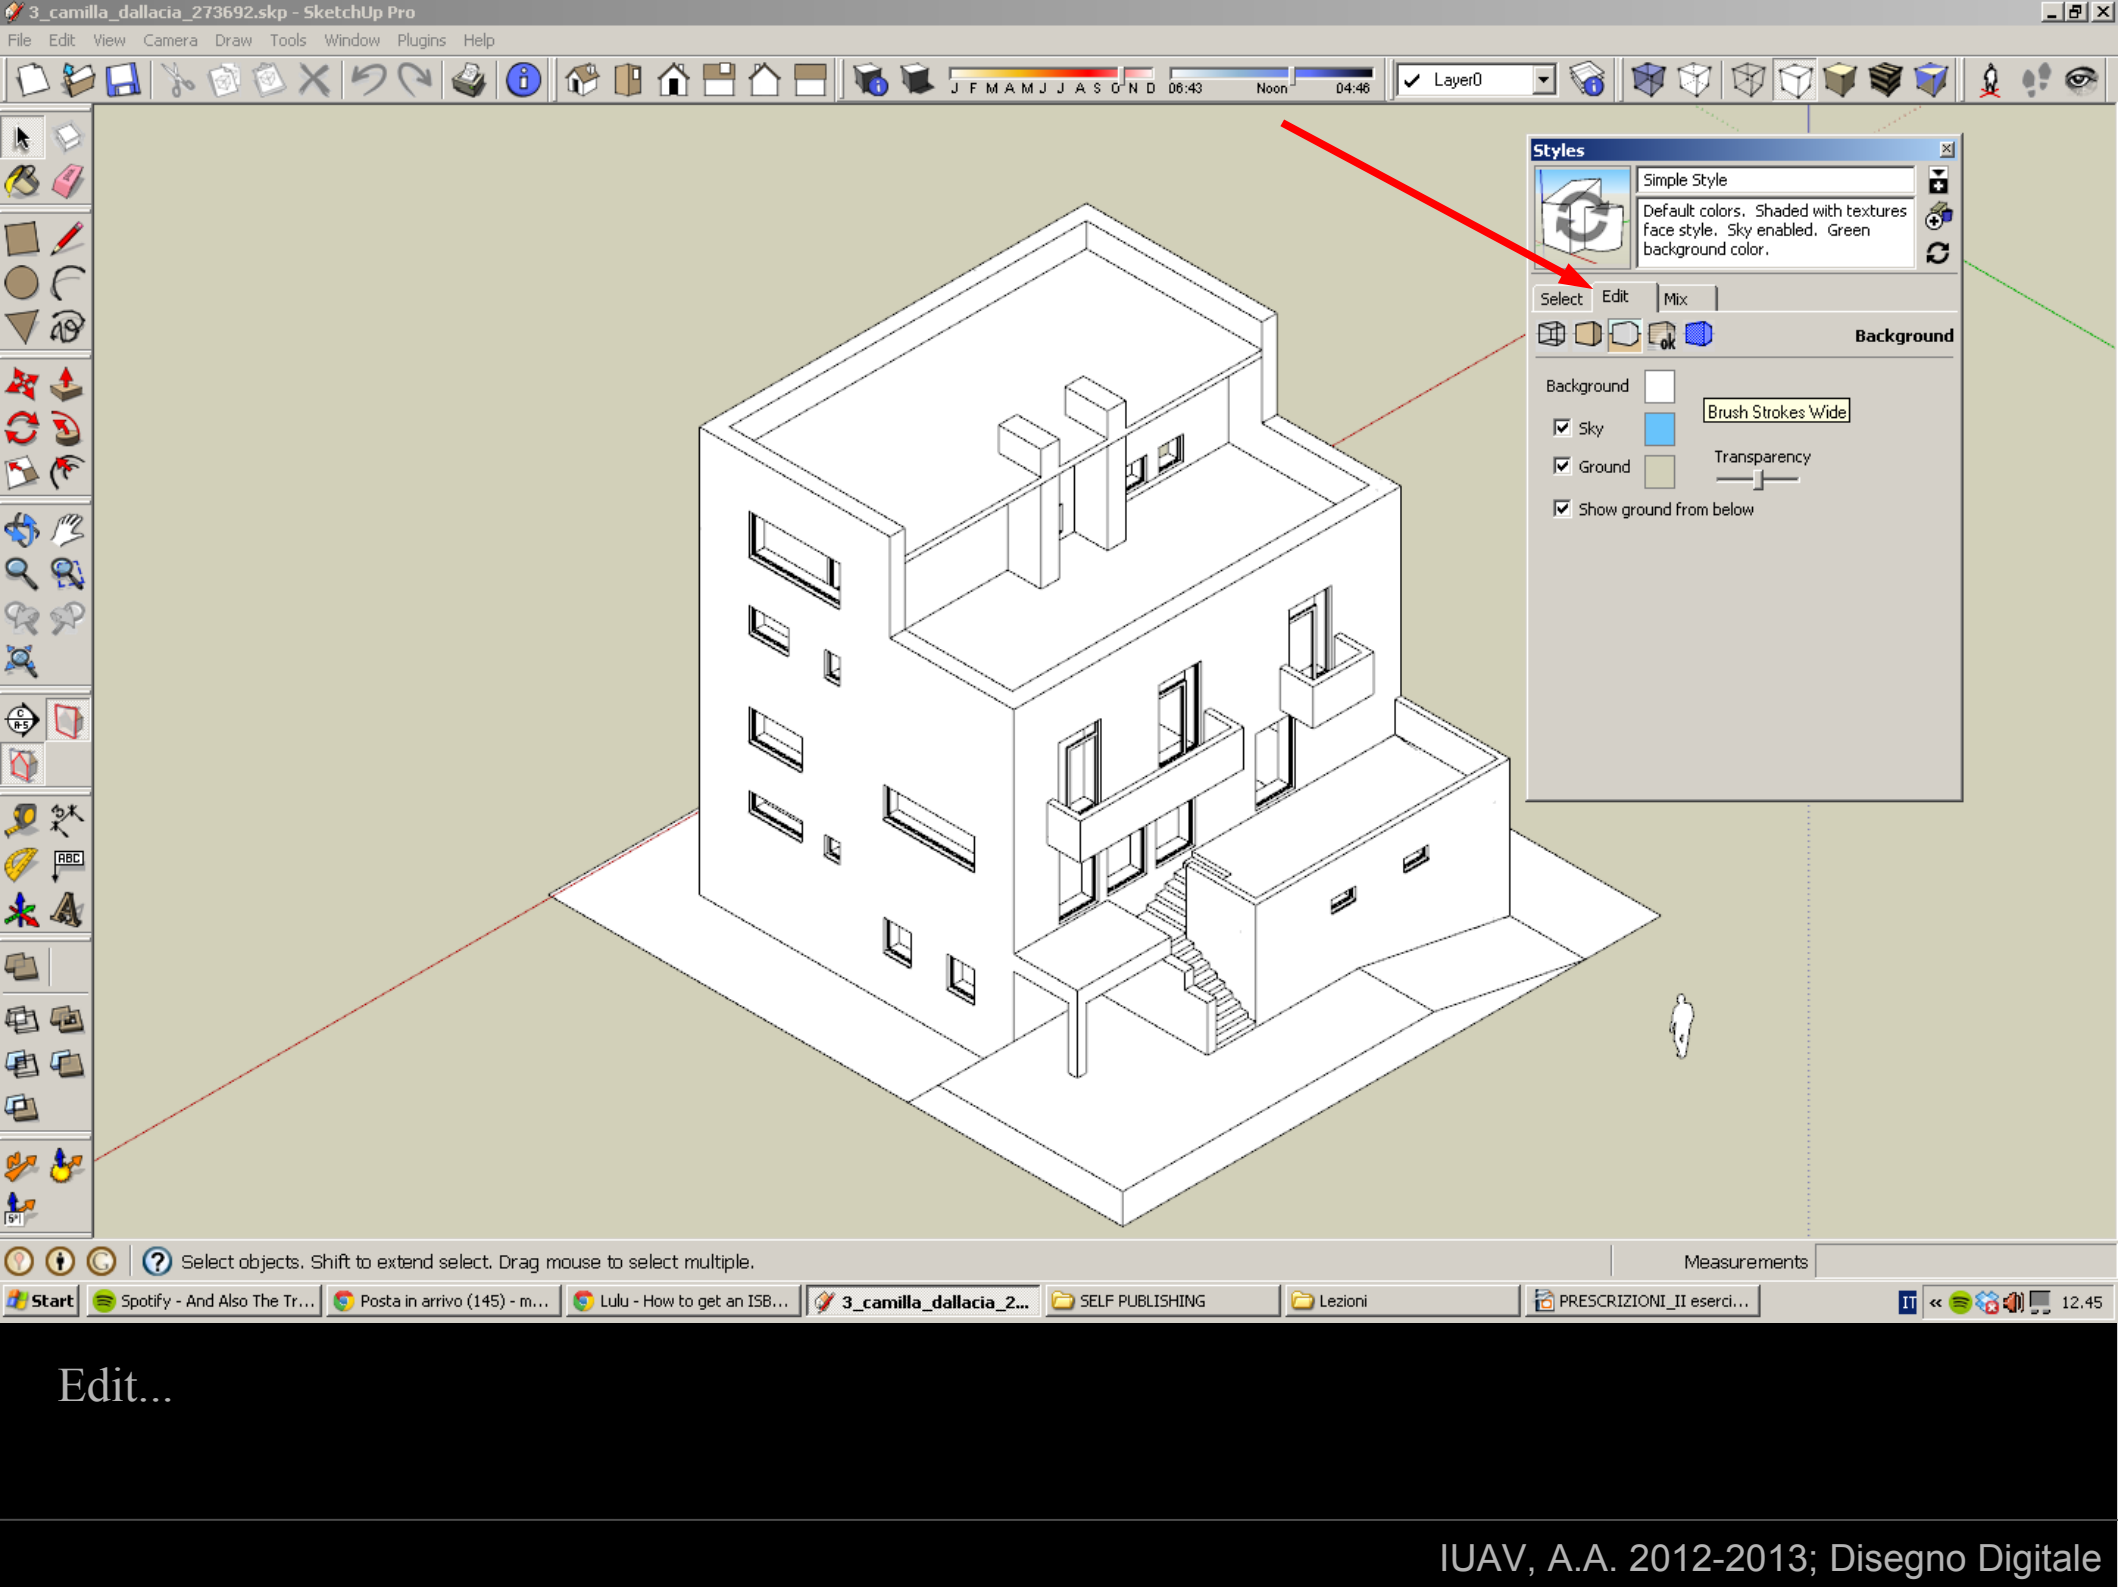 3_camilla_dallacia_273692.skp - SketchUp Pro
File Edit View Camera Draw Tools Window Plugins Help
J F M A M J J A S O N D 06:43 Noon 04:46 Layer0
Styles
Simple Style
Default colors. Shaded with textures
face style. Sky enabled. Green
background color.
Select Edit Mix
ok
Background
Background
Brush Strokes Wide
Sky
Ground
Transparency
Show ground from below
C
A-5
ABC
A
Select objects. Shift to extend select. Drag mouse to select multiple.
Measurements
Start Spotify - And Also The Tr... Posta in arrivo (145) - m... Lulu - How to get an ISB... 3_camilla_dallacia_2... SELF PUBLISHING Lezioni PRESCRIZIONI_II eserci... IT « 12.45
Edit...
IUAV, A.A. 2012-2013; Disegno Digitale